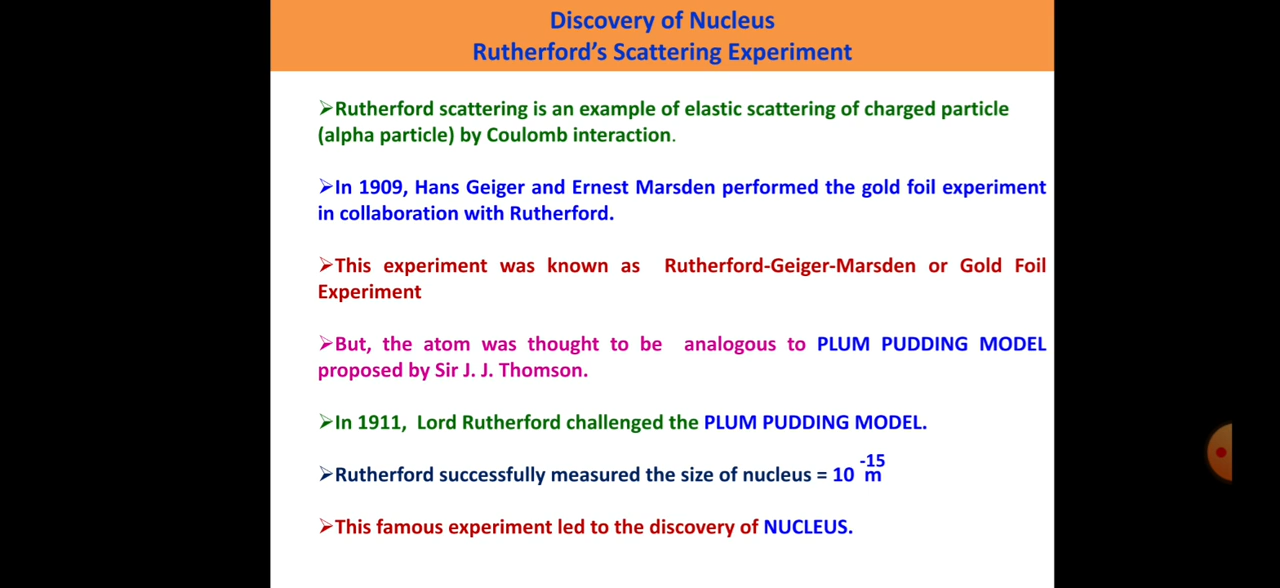 Discovery of Nucleus
Rutherford's Scattering Experiment
➢Rutherford scattering is an example of elastic scattering of charged particle
(alpha particle) by Coulomb interaction.
➢In 1909, Hans Geiger and Ernest Marsden performed the gold foil experiment
in collaboration with Rutherford.
➢This experiment was known as Rutherford-Geiger-Marsden or Gold Foil
Experiment
➢But, the atom was thought to be analogous to PLUM PUDDING MODEL
proposed by Sir J. J. Thomson.
➢In 1911, Lord Rutherford challenged the PLUM PUDDING MODEL.
➢Rutherford successfully measured the size of nucleus = 10 ⁻¹⁵ m
➢This famous experiment led to the discovery of NUCLEUS.